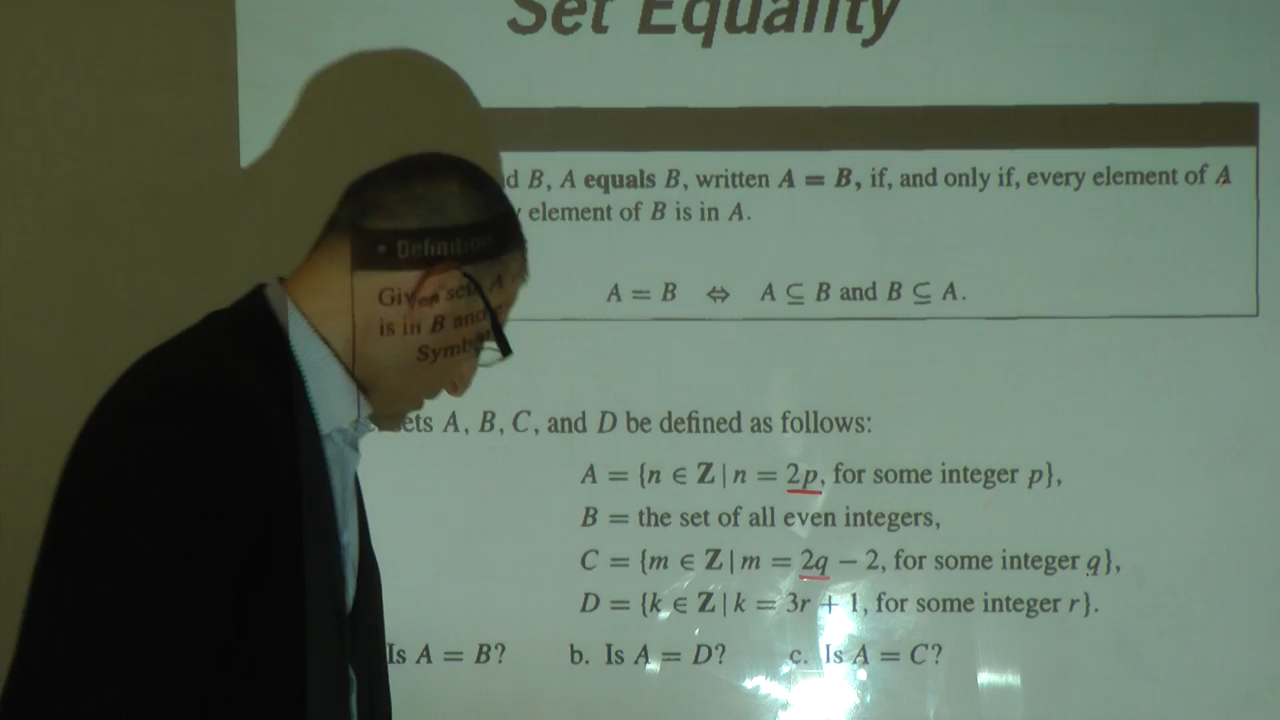 Set Equality
• Definition
Given sets A and B, A equals B, written A = B, if, and only if, every element of A
is in B and element of B is in A.
A = B ⇔ A ⊆ B and B ⊆ A.
ets A, B, C, and D be defined as follows:
A = {n ∈ Z | n = 2p, for some integer p},
B = the set of all even integers,
C = {m ∈ Z | m = 2q − 2, for some integer q},
D = {k ∈ Z | k = 3r + 1, for some integer r}.
Is A = B? b. Is A = D? c. Is A = C?